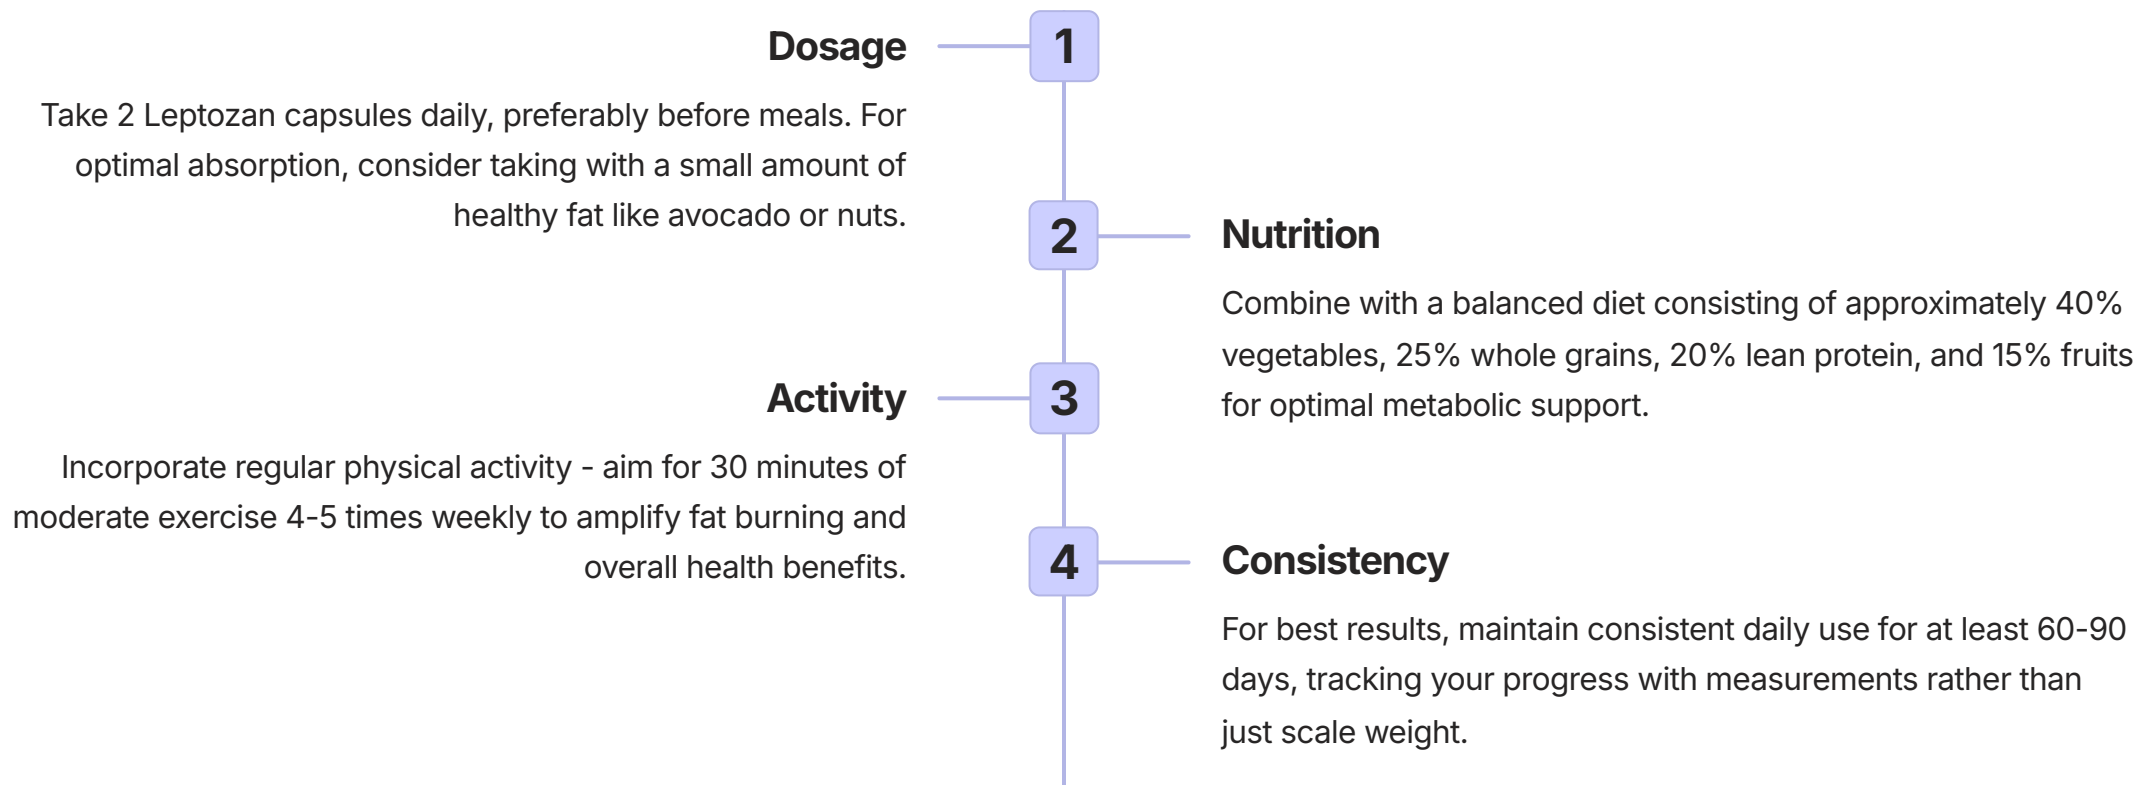 1
Dosage
Take 2 Leptozan capsules daily, preferably before meals. For
optimal absorption, consider taking with a small amount of
healthy fat like avocado or nuts.
2
Nutrition
Combine with a balanced diet consisting of approximately 40%
vegetables, 25% whole grains, 20% lean protein, and 15% fruits
for optimal metabolic support.
3
Activity
Incorporate regular physical activity - aim for 30 minutes of
moderate exercise 4-5 times weekly to amplify fat burning and
overall health benefits.
4
Consistency
For best results, maintain consistent daily use for at least 60-90
days, tracking your progress with measurements rather than
just scale weight.